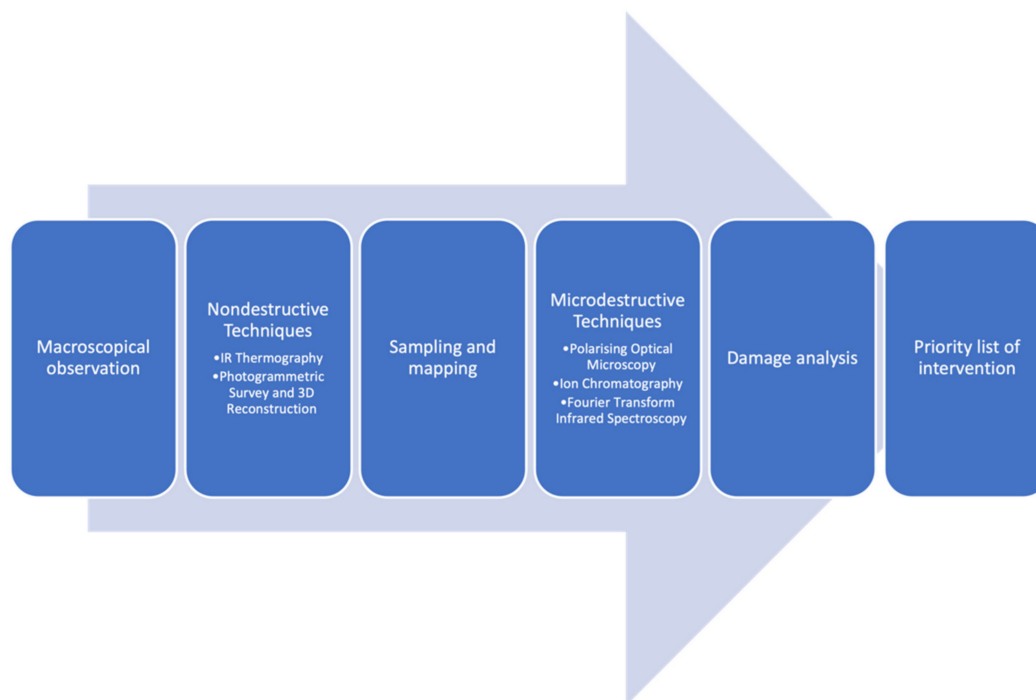 Macroscopical
observation
Nondestructive
Techniques
•IR Thermography
•Photogrammetric
Survey and 3D
Reconstruction
Sampling and
mapping
Microdestructive
Techniques
•Polarising Optical
Microscopy
•Ion Chromatography
•Fourier Transform
Infrared Spectroscopy
Damage analysis
Priority list of
intervention